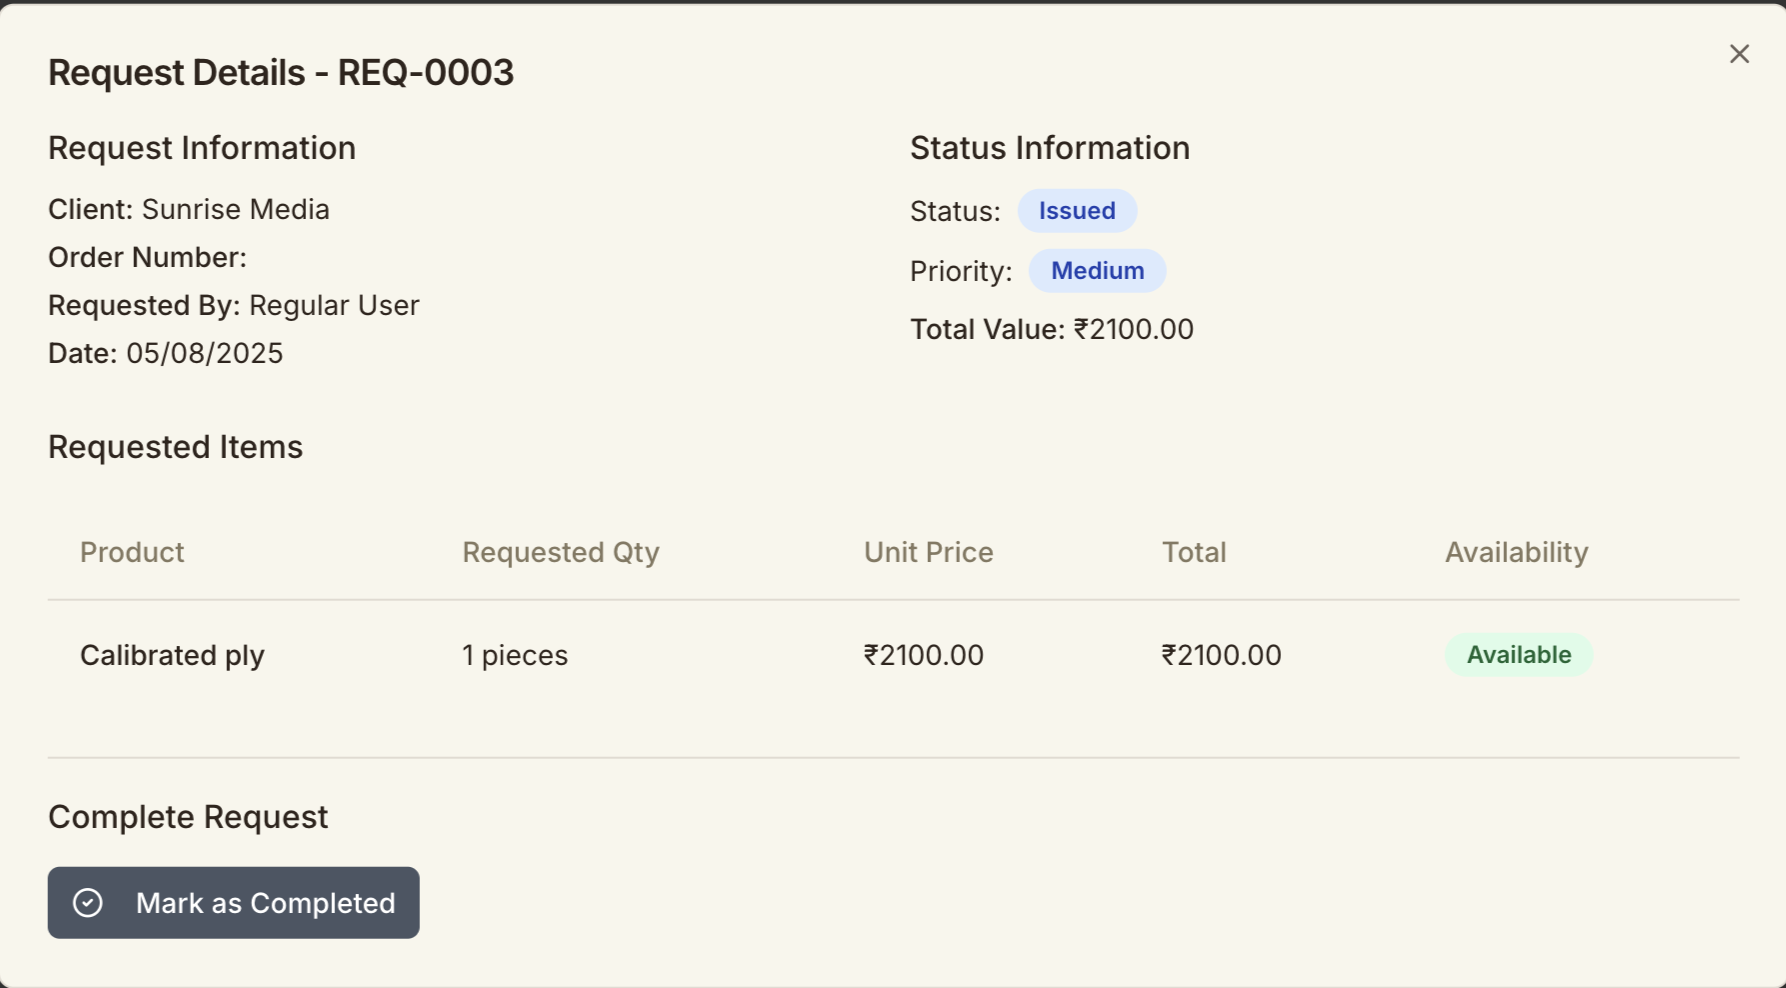 Request Details - REQ-0003
Request Information
Client: Sunrise Media
Order Number:
Requested By: Regular User
Date: 05/08/2025
Status Information
Status: Issued
Priority: Medium
Total Value: ₹2100.00
Requested Items
Product Requested Qty Unit Price Total Availability
Calibrated ply 1 pieces ₹2100.00 ₹2100.00 Available
Complete Request
Mark as Completed